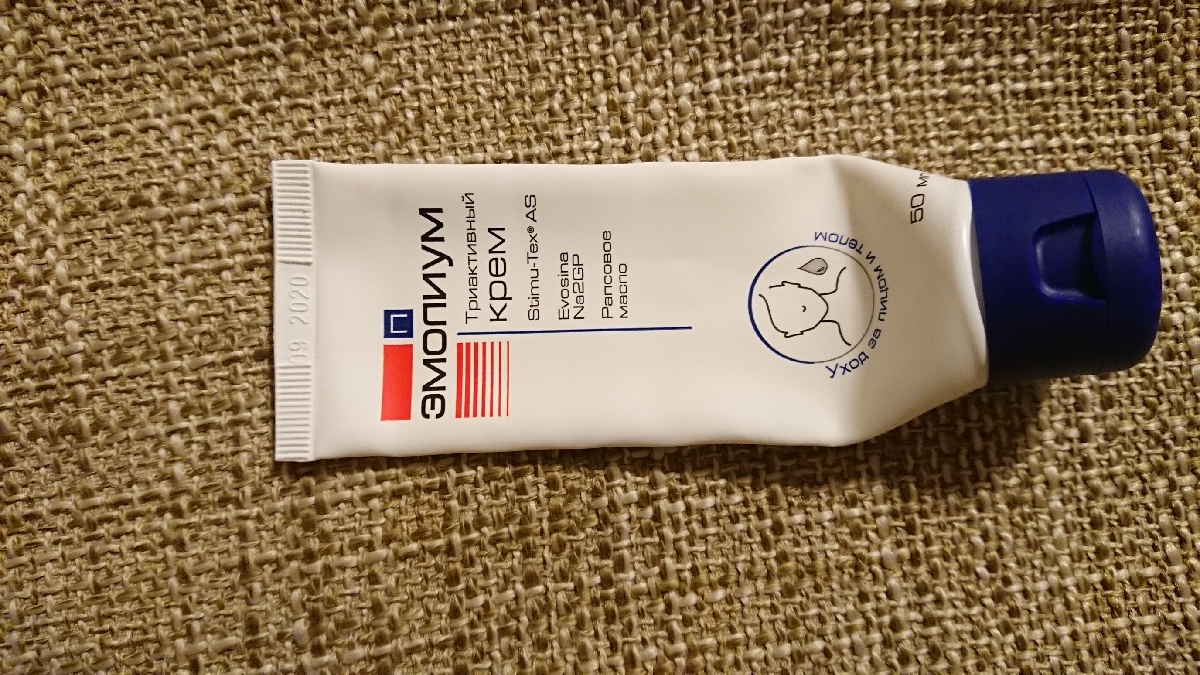 П
ЭМОЛИУМ
Триактивный
крем
Stimu-Tex® AS
Evosina
Na2GP
Рапсовое
масло
Уход за лицом и телом
50 мл
09 2020